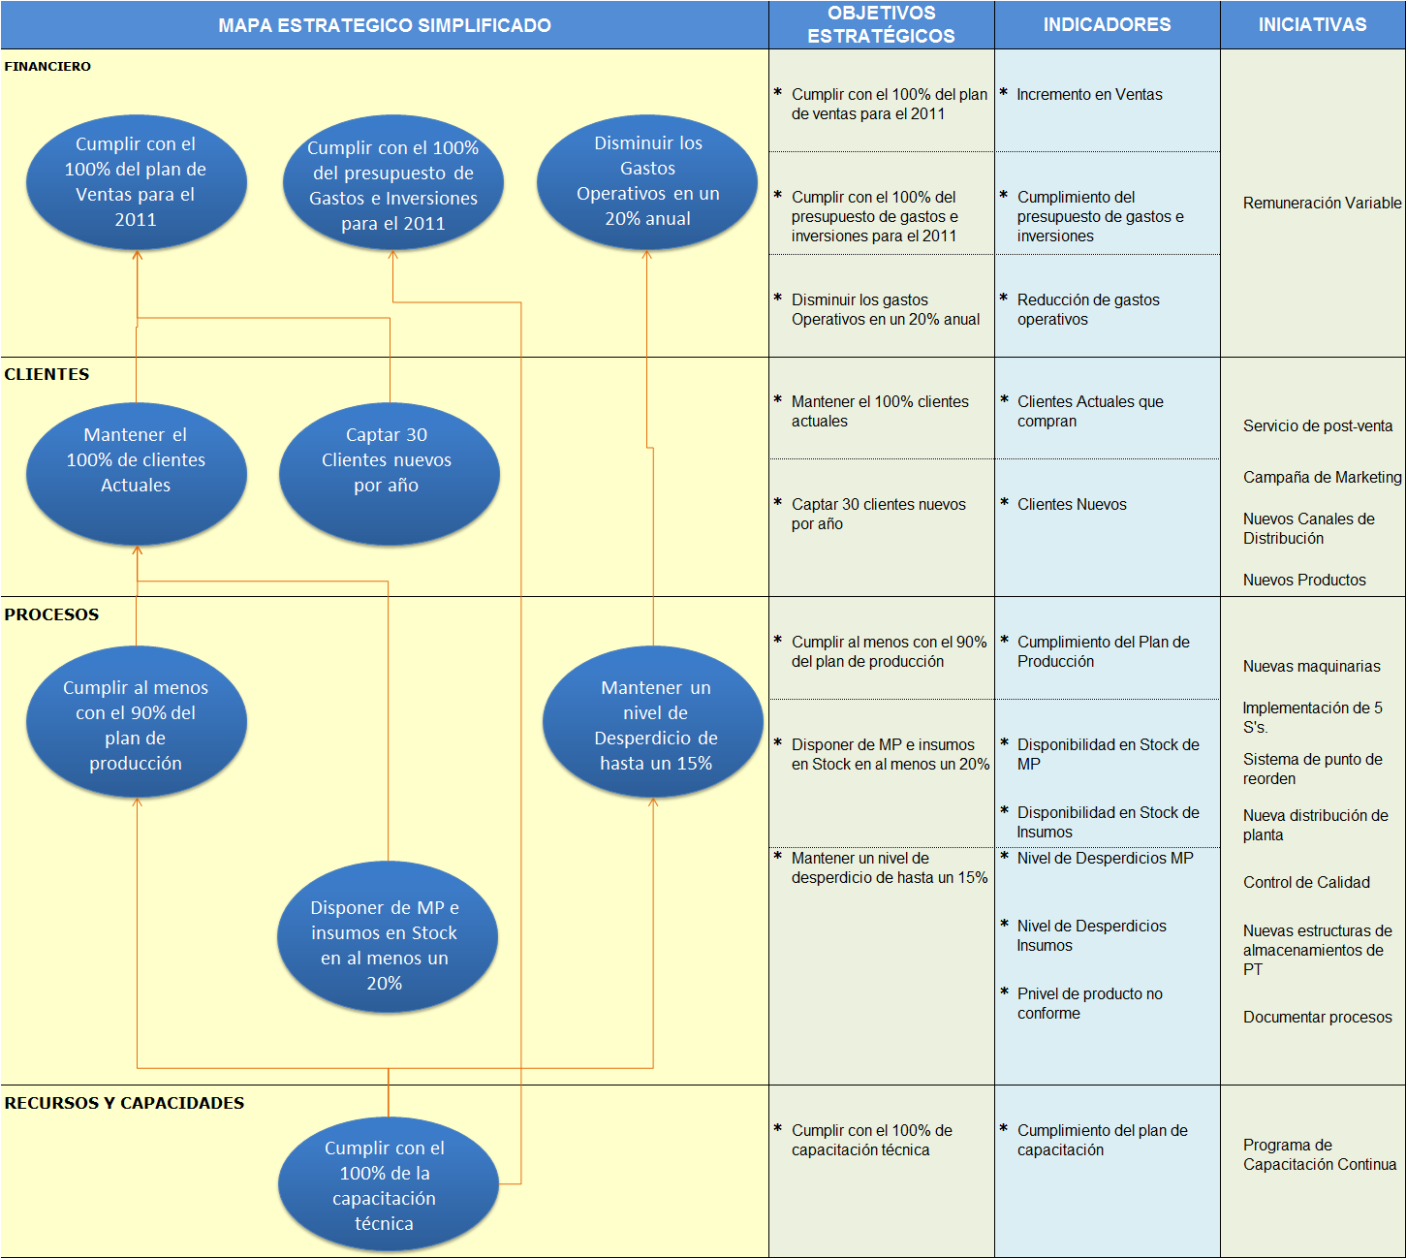 MAPA ESTRATEGICO SIMPLIFICADO
OBJETIVOS
ESTRATÉGICOS
INDICADORES
INICIATIVAS
FINANCIERO
Cumplir con el
100% del plan de
Ventas para el
2011
Cumplir con el 100%
del presupuesto de
Gastos e Inversiones
para el 2011
Disminuir los
Gastos
Operativos en un
20% anual
* Cumplir con el 100% del plan
de ventas para el 2011
* Incremento en Ventas
* Cumplir con el 100% del
presupuesto de gastos e
inversiones para el 2011
* Cumplimiento del
presupuesto de gastos e
inversiones
* Disminuir los gastos
Operativos en un 20% anual
* Reducción de gastos
operativos
Remuneración Variable
CLIENTES
Mantener el
100% de clientes
Actuales
Captar 30
Clientes nuevos
por año
* Mantener el 100% clientes
actuales
* Clientes Actuales que
compran
* Captar 30 clientes nuevos
por año
* Clientes Nuevos
Servicio de post-venta
Campaña de Marketing
Nuevos Canales de
Distribución
Nuevos Productos
PROCESOS
Cumplir al menos
con el 90% del
plan de
producción
Mantener un
nivel de
Desperdicio de
hasta un 15%
Disponer de MP e
insumos en Stock
en al menos un
20%
* Cumplir al menos con el 90%
del plan de producción
* Cumplimiento del Plan de
Producción
* Disponer de MP e insumos
en Stock en al menos un 20%
* Disponibilidad en Stock de
MP
* Disponibilidad en Stock de
Insumos
* Mantener un nivel de
desperdicio de hasta un 15%
* Nivel de Desperdicios MP
* Nivel de Desperdicios
Insumos
* Pnivel de producto no
conforme
Nuevas maquinarias
Implementación de 5
S's.
Sistema de punto de
reorden
Nueva distribución de
planta
Control de Calidad
Nuevas estructuras de
almacenamientos de
PT
Documentar procesos
RECURSOS Y CAPACIDADES
Cumplir con el
100% de la
capacitación
técnica
* Cumplir con el 100% de
capacitación técnica
* Cumplimiento del plan de
capacitación
Programa de
Capacitación Continua